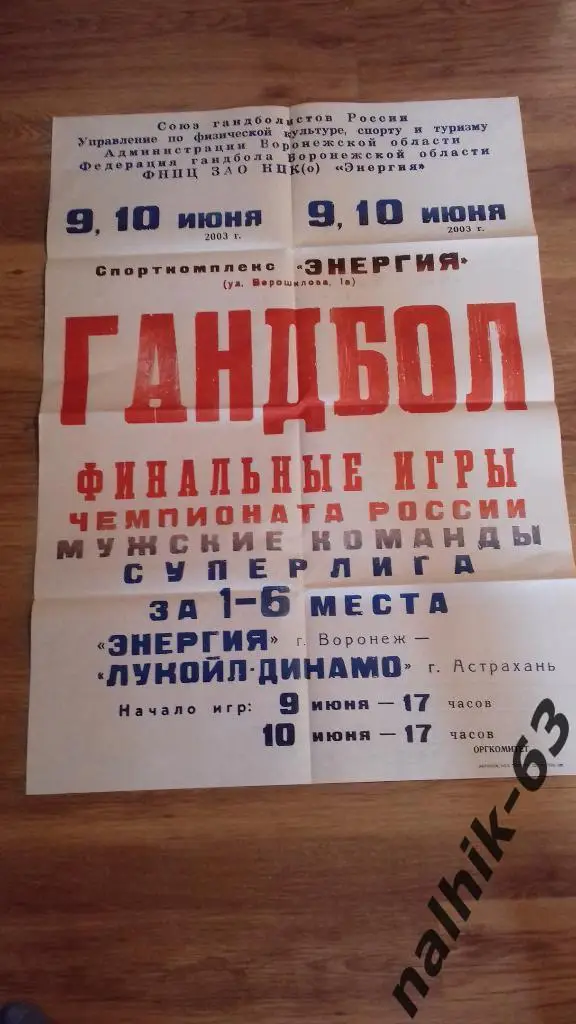 Союз гандболистов России
Управление по физической культуре, спорту и туризму
Администрации Воронежской области
Федерация гандбола Воронежской области
ФНПЦ ЗАО НПК(о) «Энергия»
9, 10 июня 9, 10 июня
2003 г. 2003 г.
Спорткомплекс «ЭНЕРГИЯ»
(ул. Ворошилова, 1а)
ГАНДБОЛ
ФИНАЛЬНЫЕ ИГРЫ
ЧЕМПИОНАТА РОССИИ
МУЖСКИЕ КОМАНДЫ
СУПЕРЛИГА
ЗА 1–6 МЕСТА
«ЭНЕРГИЯ» г. Воронеж —
«ЛУКОЙЛ-ДИНАМО» г. Астрахань
Начало игр: 9 июня — 17 часов
10 июня — 17 часов
ОРГКОМИТЕТ
nalhik-63